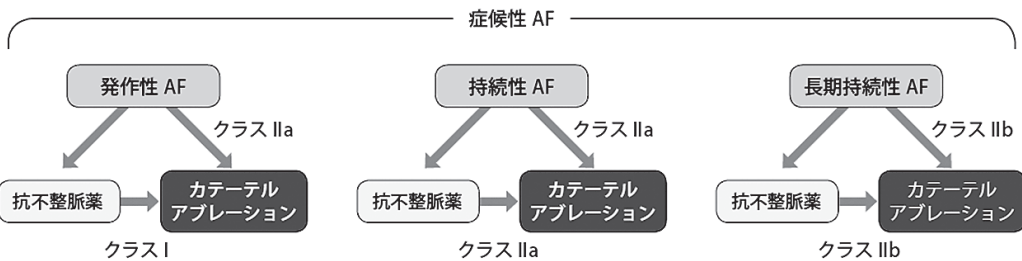 症候性 AF
発作性 AF
持続性 AF
長期持続性 AF
クラス IIa
クラス IIa
クラス IIb
抗不整脈薬
カテーテル
アブレーション
抗不整脈薬
カテーテル
アブレーション
抗不整脈薬
カテーテル
アブレーション
クラス I
クラス IIa
クラス IIb